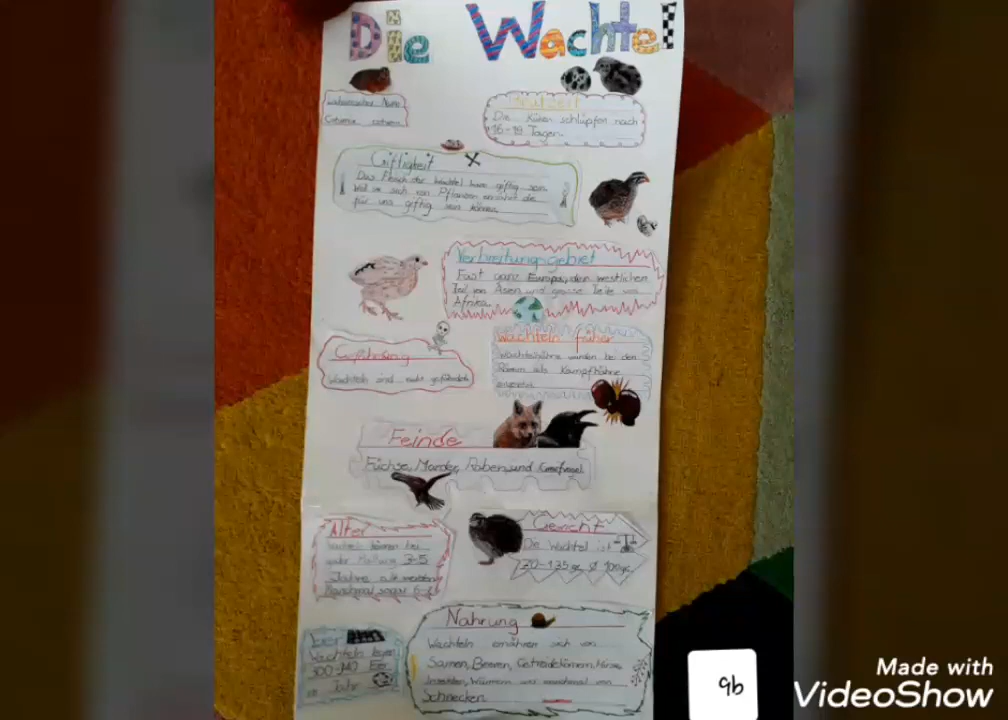 Die Wachtel
Lateinischer Name
Coturnix coturnix
Brutzeit
Die Küken schlüpfen nach
16-18 Tagen.
Giftigkeit
Das Fleisch der Wachtel kann giftig sein.
Weil sie sich von Pflanzen ernährt die
für uns giftig sein können.
Verbreitungsgebiet
Fast ganz Europa, den westlichen
Teil von Asien und grosse Teile von
Afrika.
Gefährdung
Wachteln sind nicht gefährdet.
Wachteln früher
Wachtelhähne wurden bei den
Römern als Kampfhähne
eingesetzt.
Feinde
Füchse, Marder, Raben und Greifvögel.
Alter
Wachteln können bei
guter Haltung 3-5
Jahre alt werden.
Manchmal sogar
Gewicht
Die Wachtel ist
70-135 gr. Ø 100gr.
Eier
Wachteln legen
Eier
im Jahr
Nahrung
Wachteln ernähren sich von
Samen, Beeren, Getreidekörnern, Hirse
Insekten, Würmern und manchmal von
Schnecken.
9b
Made with
VideoShow